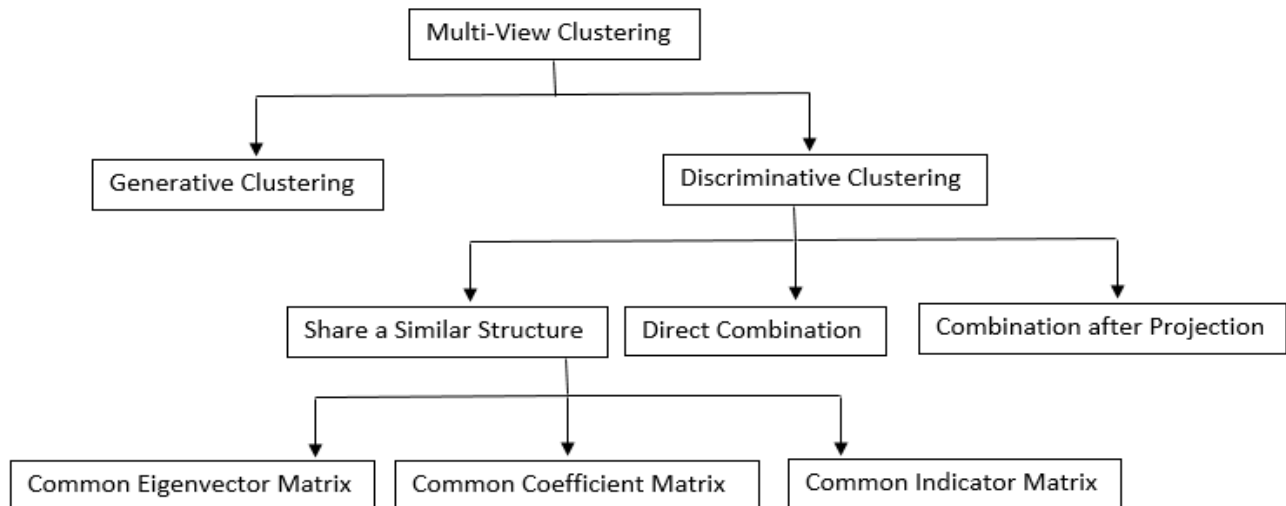 Multi-View Clustering
Generative Clustering
Discriminative Clustering
Share a Similar Structure
Direct Combination
Combination after Projection
Common Eigenvector Matrix
Common Coefficient Matrix
Common Indicator Matrix